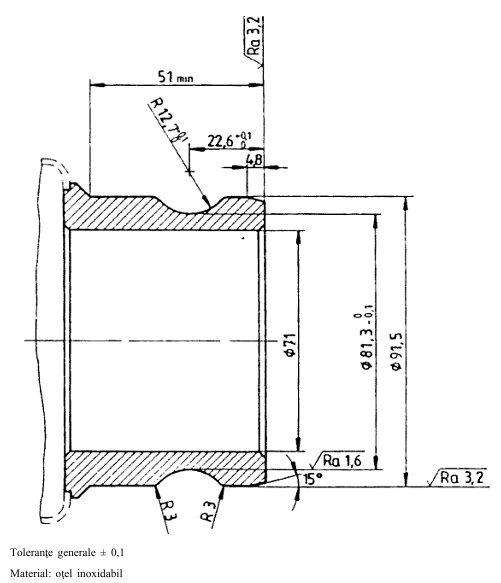 Ra 3,2
51 min
R 12,7 -0,1 0
22,6 +0,1 0
4,8
ϕ71
ϕ81,3 0 -0,1
ϕ91,5
Ra 1,6
15°
Ra 3,2
R3
R3
Toleranțe generale ± 0,1
Material: oțel inoxidabil